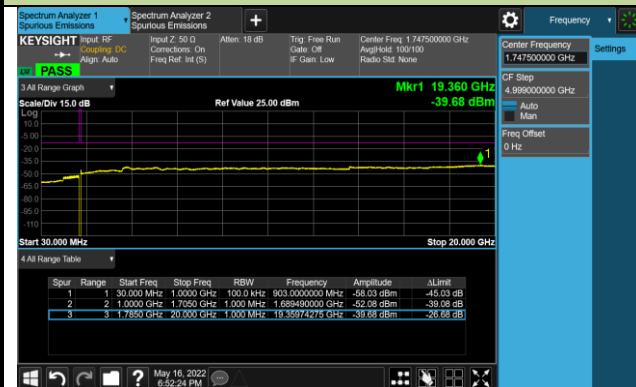 Spectrum Analyzer 1
Spurious Emissions
Spectrum Analyzer 2
Spurious Emissions
+
Frequency
KEYSIGHT
Input: RF
Coupling: DC
Align: Auto
Input Z: 50 Ω
Corrections: On
Freq Ref: Int (S)
Atten: 18 dB
Trig: Free Run
Gate: Off
IF Gain: Low
Center Freq: 1.747500000 GHz
Avg|Hold: 100/100
Radio Std: None
PASS
Center Frequency
1.747500000 GHz
Settings
CF Step
4.999000000 GHz
Auto
Man
Freq Offset
0 Hz
3 All Range Graph
Mkr1 19.360 GHz
Scale/Div 15.0 dB
Ref Value 25.00 dBm
-39.68 dBm
Log
10.0
-5.00
-20.0
-35.0
-50.0
-65.0
-80.0
-95.0
-110
1
Start 30.000 MHz
Stop 20.000 GHz
4 All Range Table
Spur Range Start Freq Stop Freq RBW Frequency Amplitude ΔLimit
1 1 30.000 MHz 1.0000 GHz 100.0 kHz 903.0000000 MHz -58.03 dBm -45.03 dB
2 2 1.0000 GHz 1.7050 GHz 1.000 MHz 1.689490000 GHz -52.08 dBm -39.08 dB
3 3 1.7850 GHz 20.000 GHz 1.000 MHz 19.35974275 GHz -39.68 dBm -26.68 dB
?
May 16, 2022
6:52:24 PM